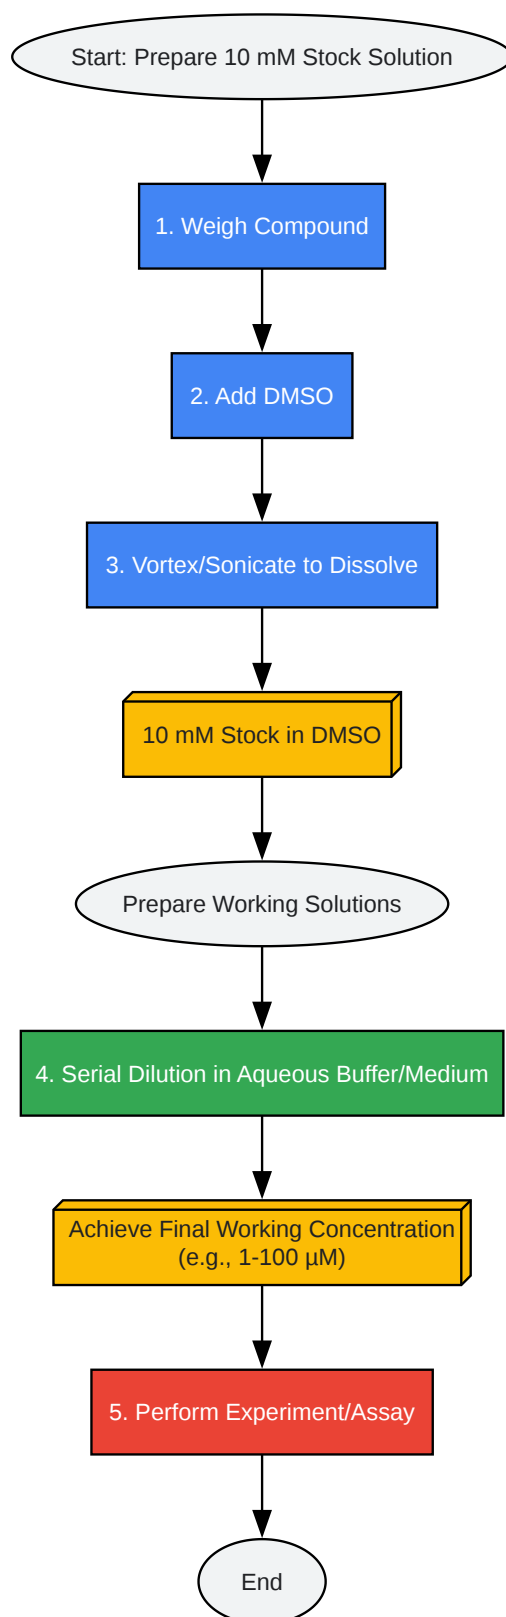 Start: Prepare 10 mM Stock Solution
1. Weigh Compound
2. Add DMSO
3. Vortex/Sonicate to Dissolve
10 mM Stock in DMSO
Prepare Working Solutions
4. Serial Dilution in Aqueous Buffer/Medium
Achieve Final Working Concentration
(e.g., 1-100 µM)
5. Perform Experiment/Assay
End